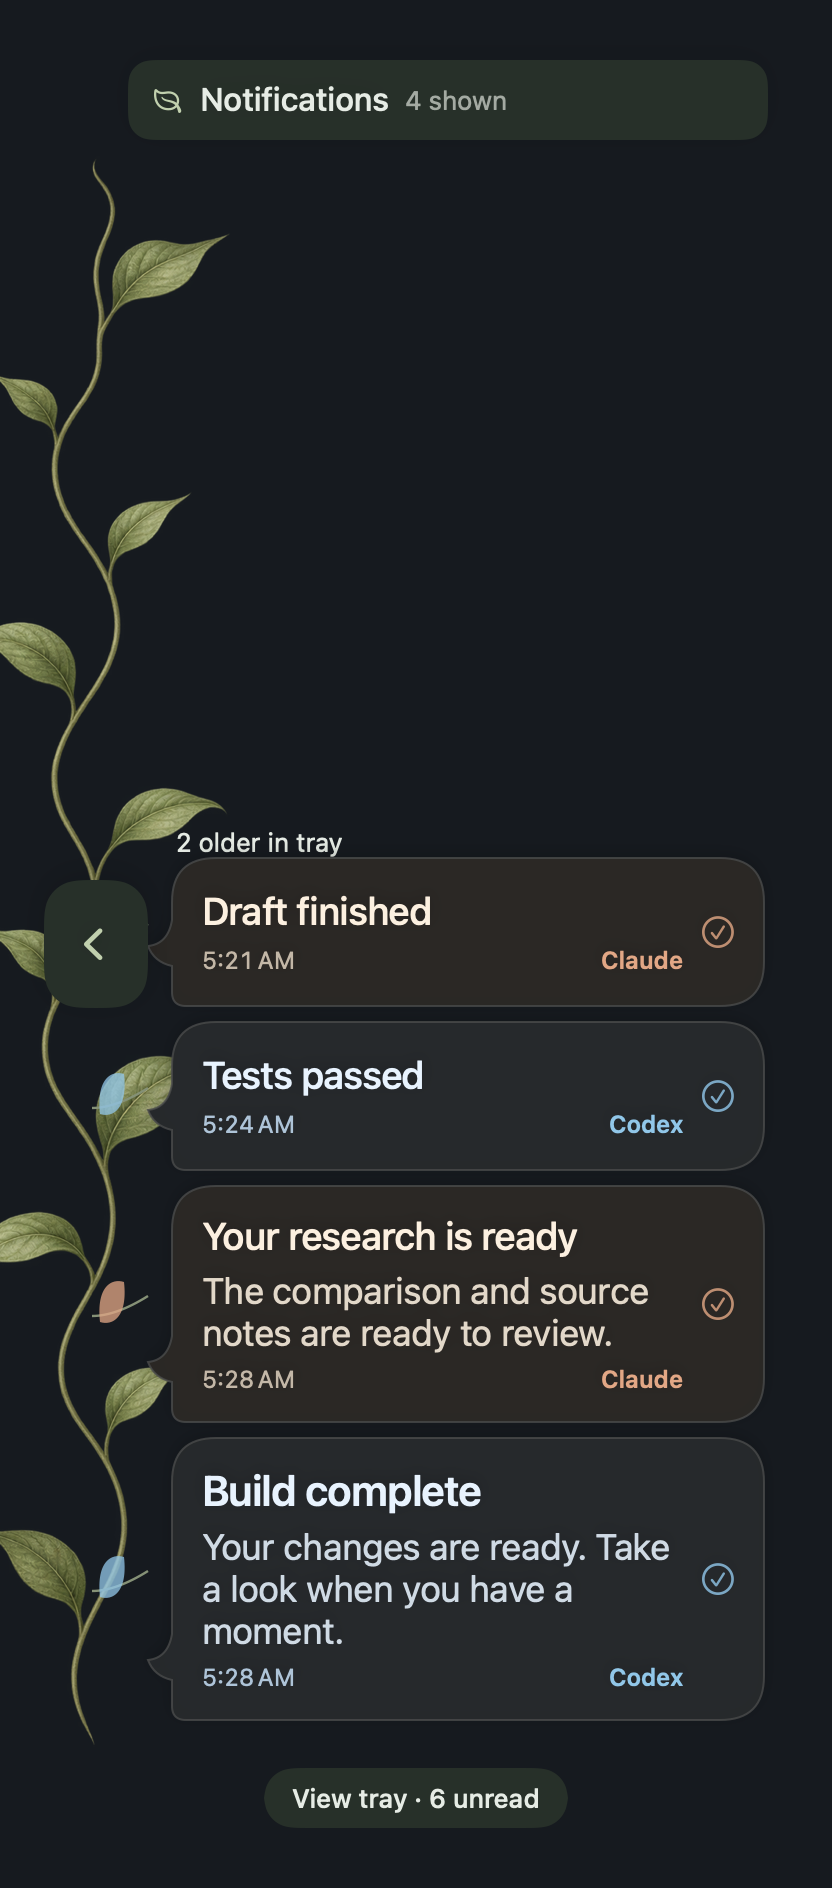 Notifications 4 shown
2 older in tray
Draft finished
5:21 AM Claude
Tests passed
5:24 AM Codex
Your research is ready
The comparison and source
notes are ready to review.
5:28 AM Claude
Build complete
Your changes are ready. Take
a look when you have a
moment.
5:28 AM Codex
View tray · 6 unread